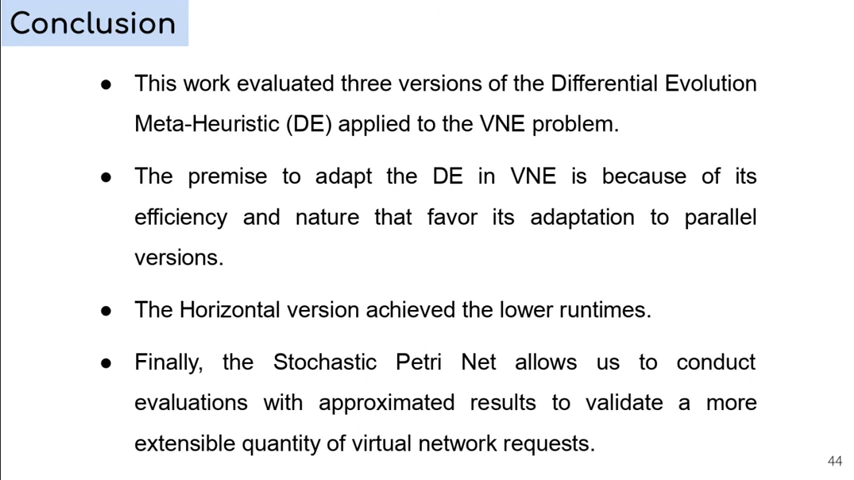 Conclusion
● This work evaluated three versions of the Differential Evolution
Meta-Heuristic (DE) applied to the VNE problem.
● The premise to adapt the DE in VNE is because of its
efficiency and nature that favor its adaptation to parallel
versions.
● The Horizontal version achieved the lower runtimes.
● Finally, the Stochastic Petri Net allows us to conduct
evaluations with approximated results to validate a more
extensible quantity of virtual network requests.
44